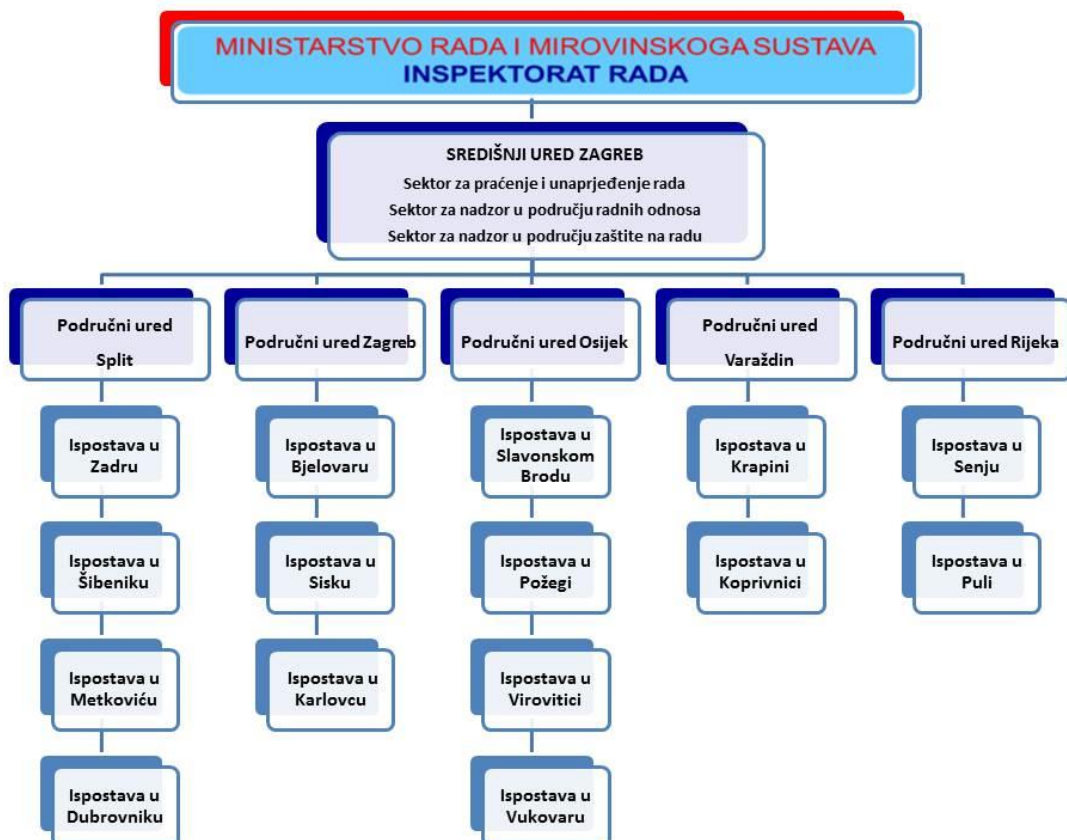 MINISTARSTVO RADA I MIROVINSKOGA SUSTAVA
INSPEKTORAT RADA
SREDIŠNJI URED ZAGREB
Sektor za praćenje i unaprjeđenje rada
Sektor za nadzor u području radnih odnosa
Sektor za nadzor u području zaštite na radu
Područni ured
Split
Područni ured Zagreb
Područni ured Osijek
Područni ured
Varaždin
Područni ured Rijeka
Ispostava u
Zadru
Ispostava u
Bjelovaru
Ispostava u
Slavonskom
Brodu
Ispostava u
Krapini
Ispostava u
Senju
Ispostava u
Šibeniku
Ispostava u
Sisku
Ispostava u
Požegi
Ispostava u
Koprivnici
Ispostava u
Puli
Ispostava u
Metkoviću
Ispostava u
Karlovcu
Ispostava u
Virovitici
Ispostava u
Dubrovniku
Ispostava u
Vukovaru